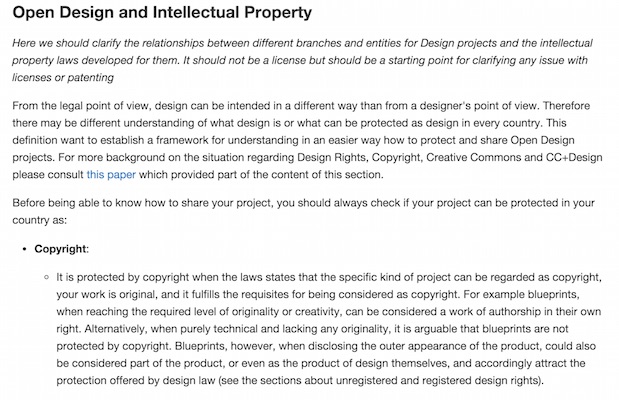 Open Design and Intellectual Property
Here we should clarify the relationships between different branches and entities for Design projects and the intellectual
property laws developed for them. It should not be a license but should be a starting point for clarifying any issue with
licenses or patenting
From the legal point of view, design can be intended in a different way than from a designer's point of view. Therefore
there may be different understanding of what design is or what can be protected as design in every country. This
definition want to establish a framework for understanding in an easier way how to protect and share Open Design
projects. For more background on the situation regarding Design Rights, Copyright, Creative Commons and CC+Design
please consult this paper which provided part of the content of this section.
Before being able to know how to share your project, you should always check if your project can be protected in your
country as:
• Copyright:
◦ It is protected by copyright when the laws states that the specific kind of project can be regarded as copyright,
your work is original, and it fulfills the requisites for being considered as copyright. For example blueprints,
when reaching the required level of originality or creativity, can be considered a work of authorship in their own
right. Alternatively, when purely technical and lacking any originality, it is arguable that blueprints are not
protected by copyright. Blueprints, however, when disclosing the outer appearance of the product, could also
be considered part of the product, or even as the product of design themselves, and accordingly attract the
protection offered by design law (see the sections about unregistered and registered design rights).